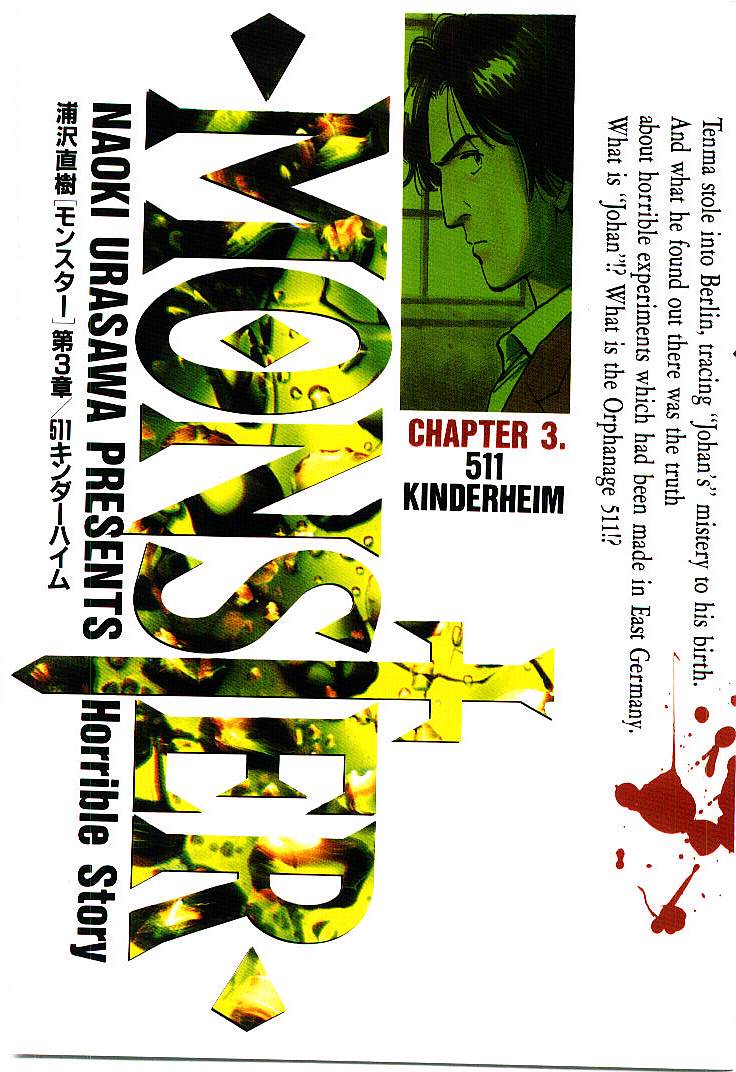 Tenma stole into Berlin, tracing “Johan’s” mistery to his birth.
And what he found out there was the truth
about horrible experiments which had been made in East Germany.
What is “Johan”!? What is the Orphanage 511!?
CHAPTER 3.
511
KINDERHEIM
MONSTER
NAOKI URASAWA PRESENTS Horrible Story
浦沢直樹[モンスター]第3章／511キンダーハイム